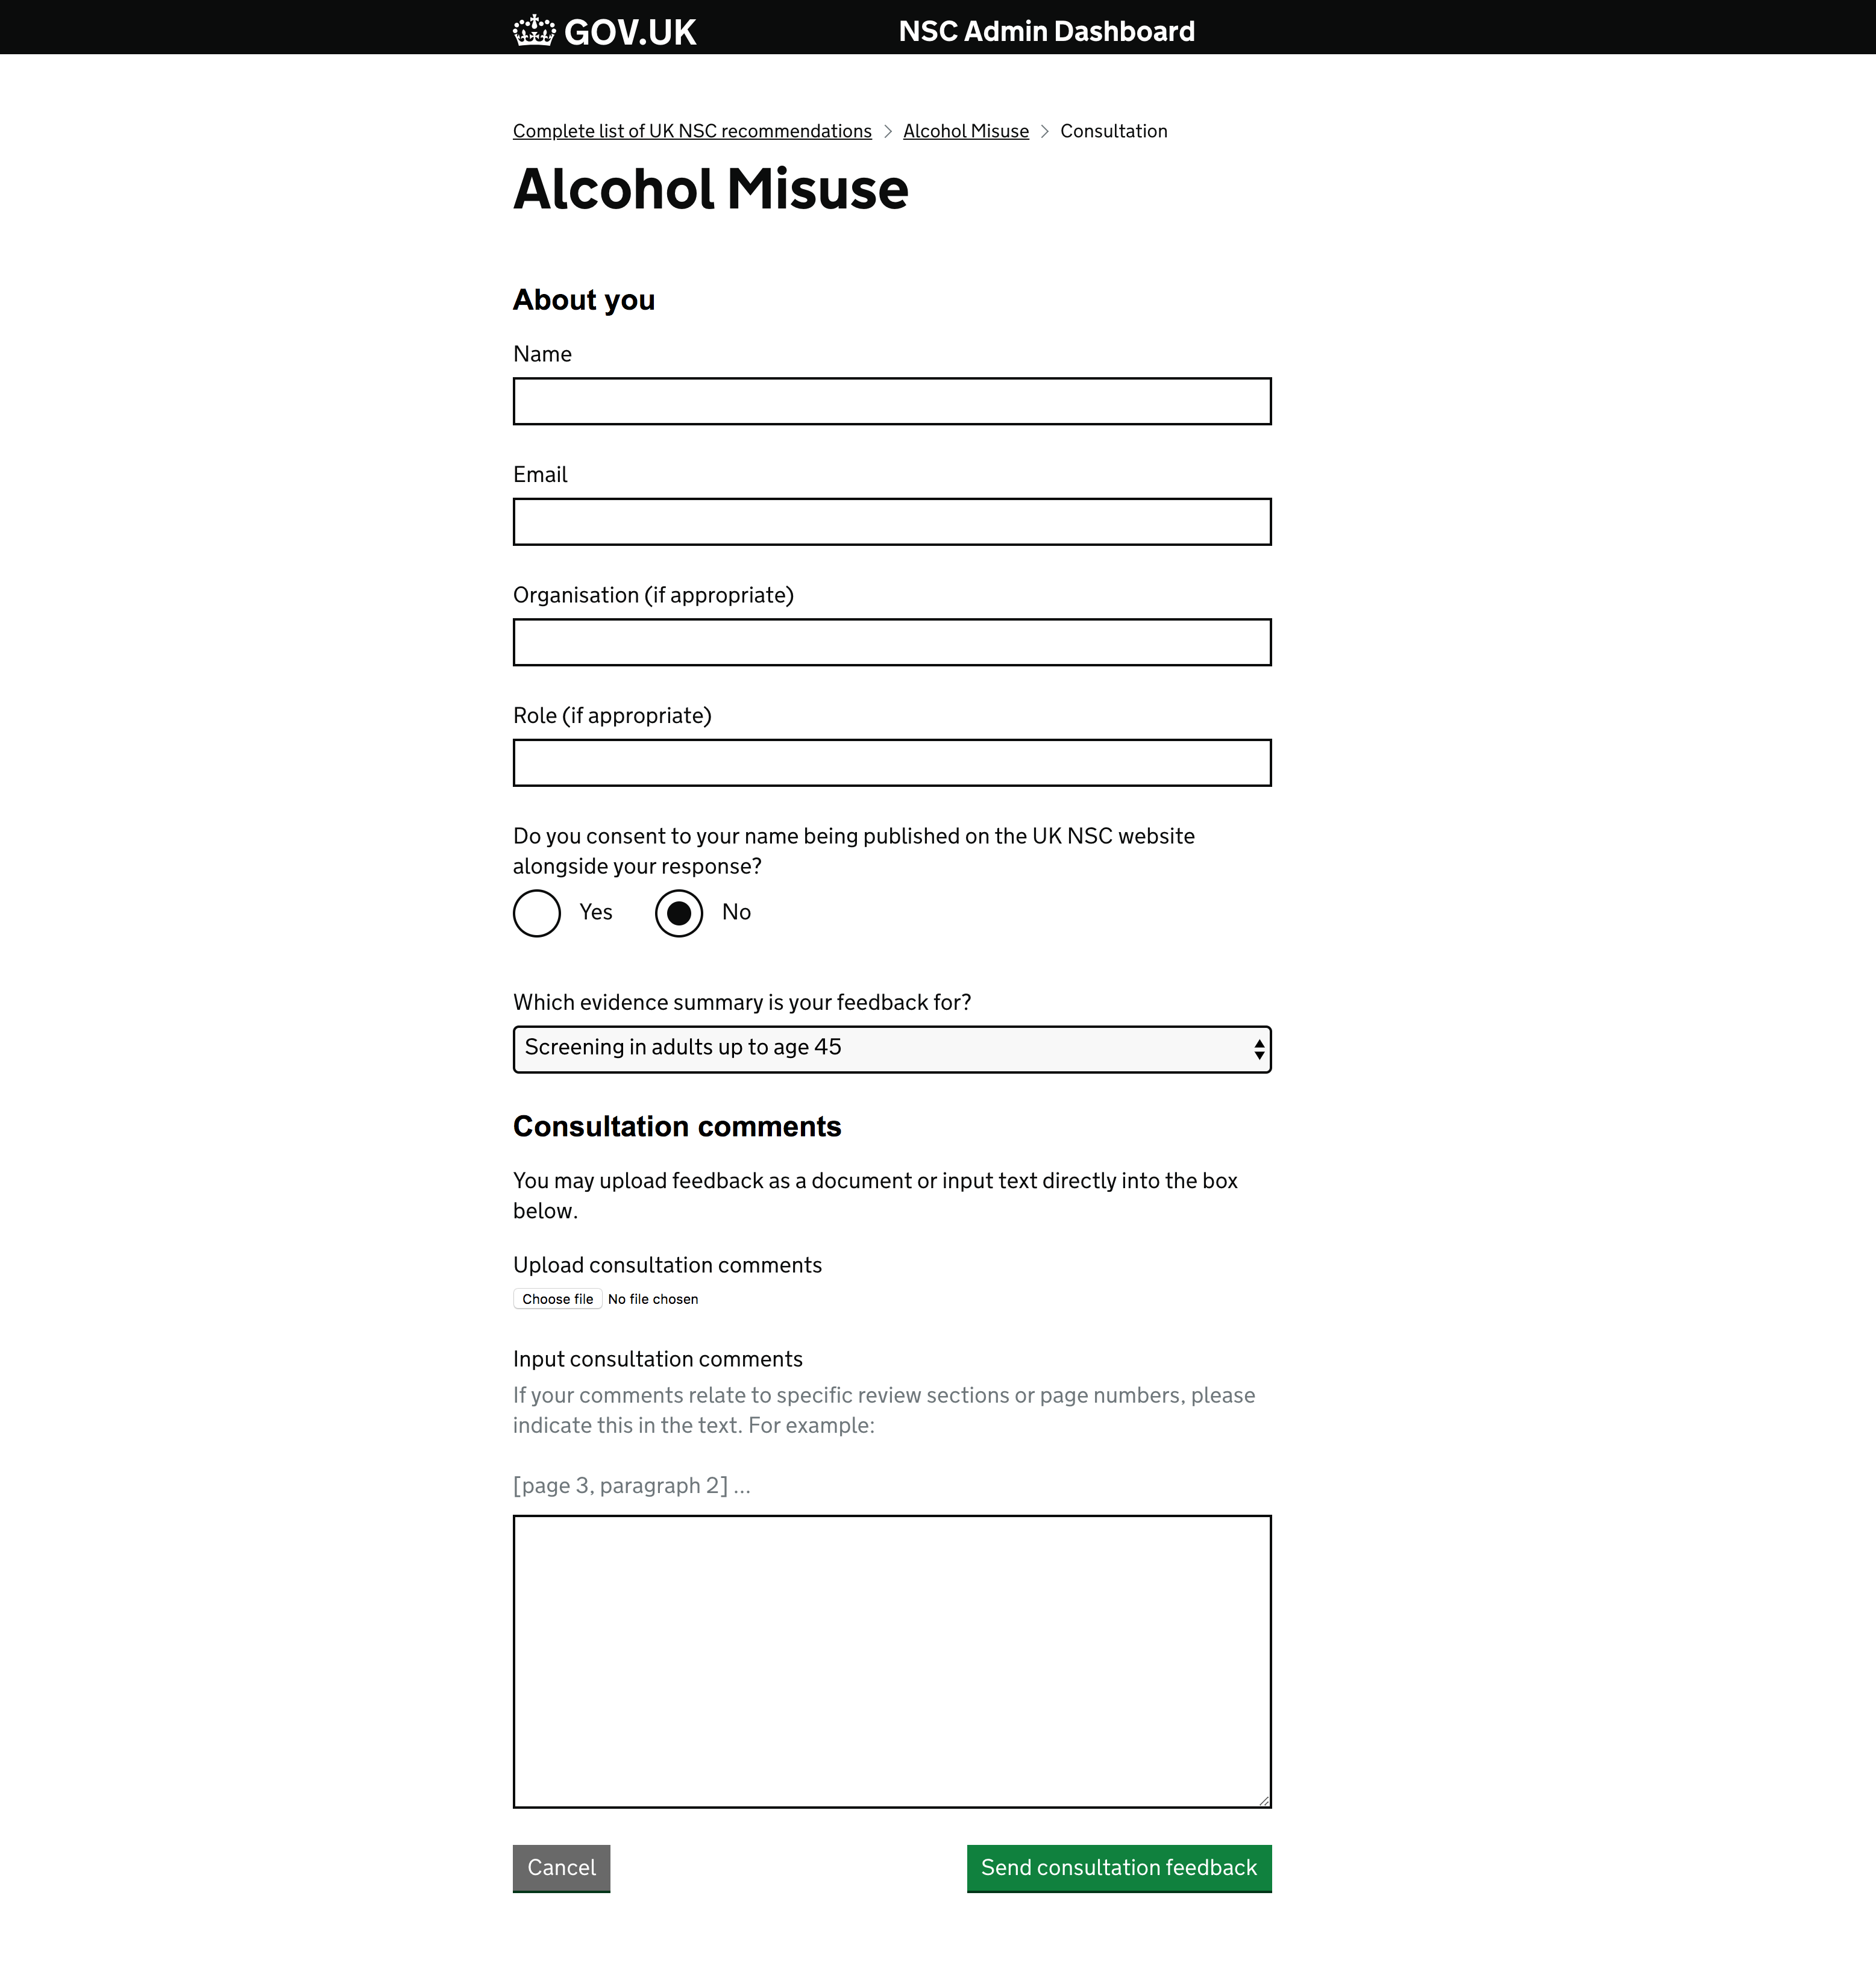 GOV.UK
NSC Admin Dashboard
Complete list of UK NSC recommendations > Alcohol Misuse > Consultation
Alcohol Misuse
About you
Name
Email
Organisation (if appropriate)
Role (if appropriate)
Do you consent to your name being published on the UK NSC website
alongside your response?
Yes No
Which evidence summary is your feedback for?
Screening in adults up to age 45
Consultation comments
You may upload feedback as a document or input text directly into the box
below.
Upload consultation comments
Choose file No file chosen
Input consultation comments
If your comments relate to specific review sections or page numbers, please
indicate this in the text. For example:
[page 3, paragraph 2] ...
Cancel
Send consultation feedback